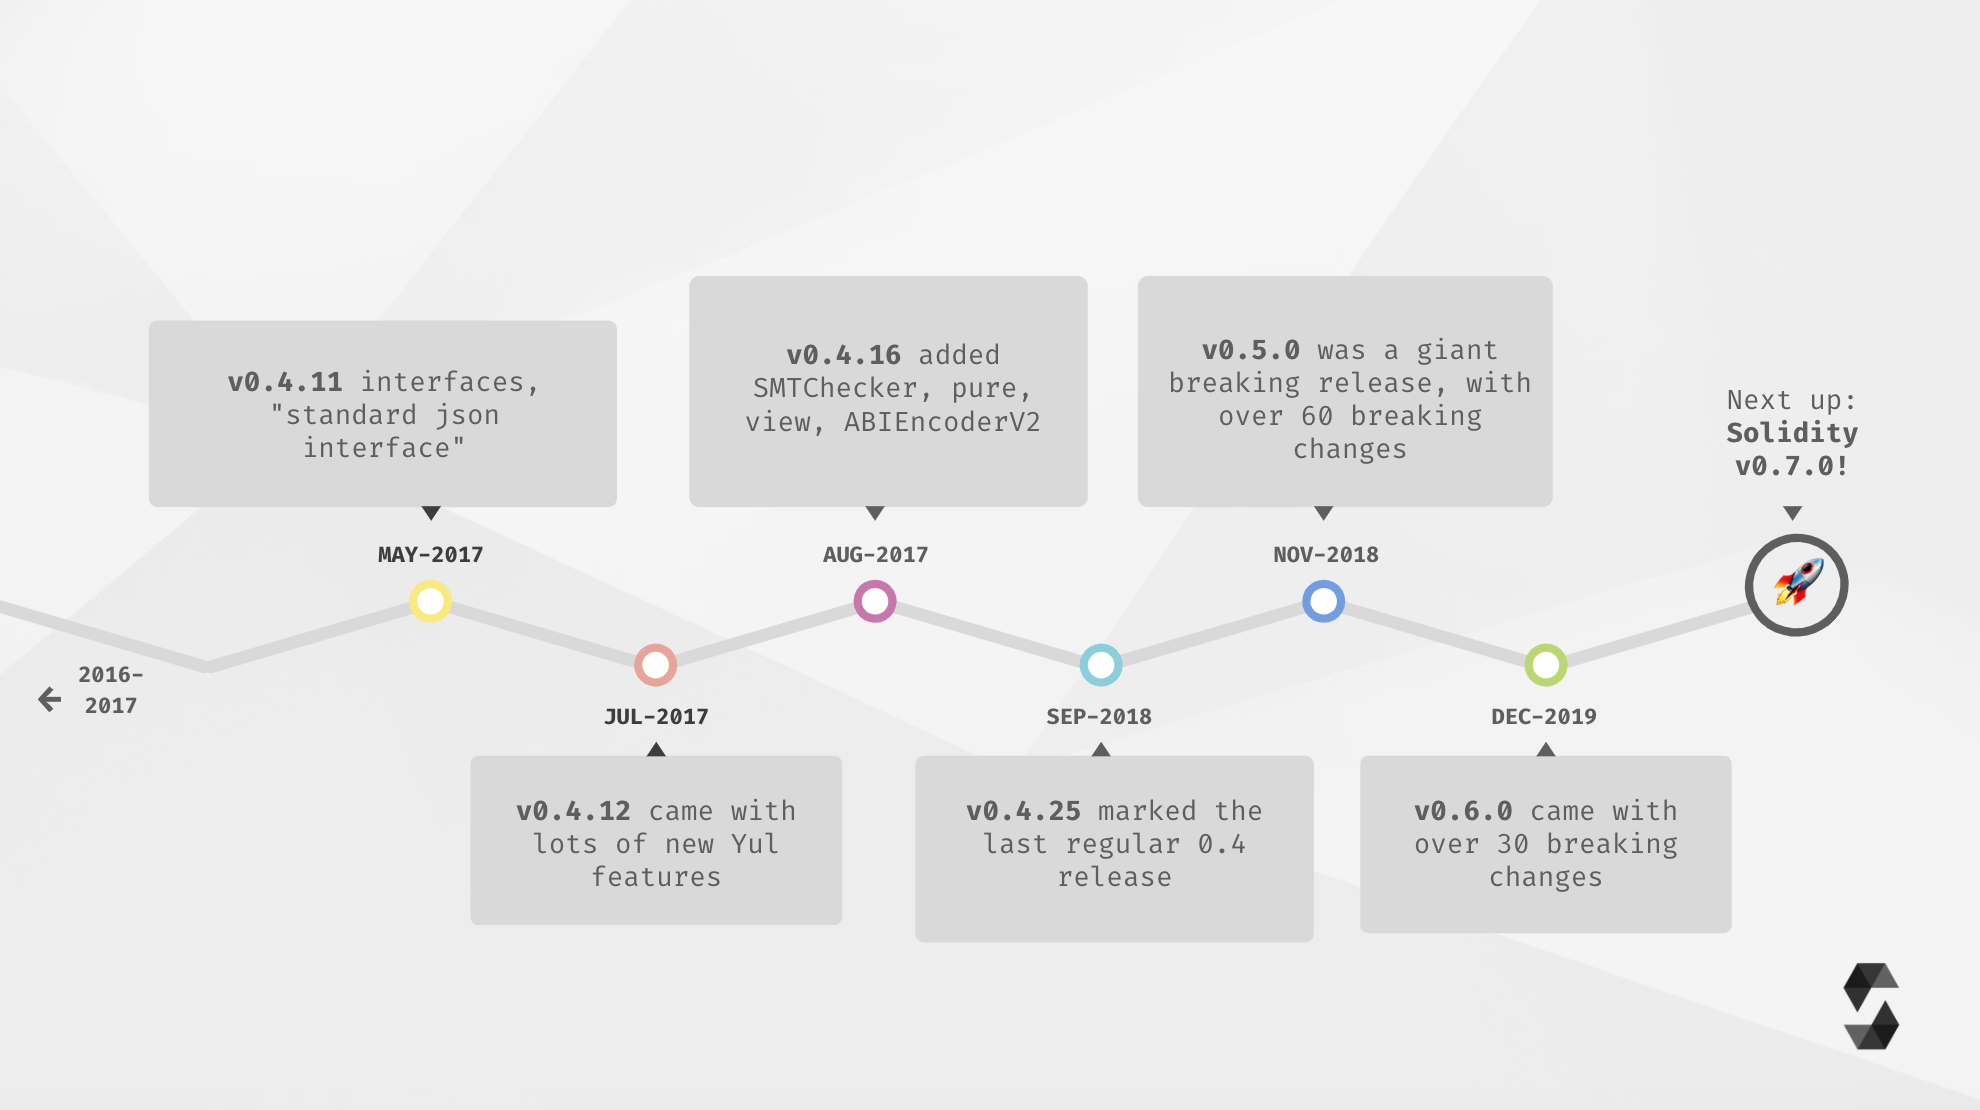 v0.4.11 interfaces,
"standard json
interface"
v0.4.16 added
SMTChecker, pure,
view, ABIEncoderV2
v0.5.0 was a giant
breaking release, with
over 60 breaking
changes
Next up:
Solidity
v0.7.0!
MAY-2017
AUG-2017
NOV-2018
2016-
2017
JUL-2017
SEP-2018
DEC-2019
v0.4.12 came with
lots of new Yul
features
v0.4.25 marked the
last regular 0.4
release
v0.6.0 came with
over 30 breaking
changes